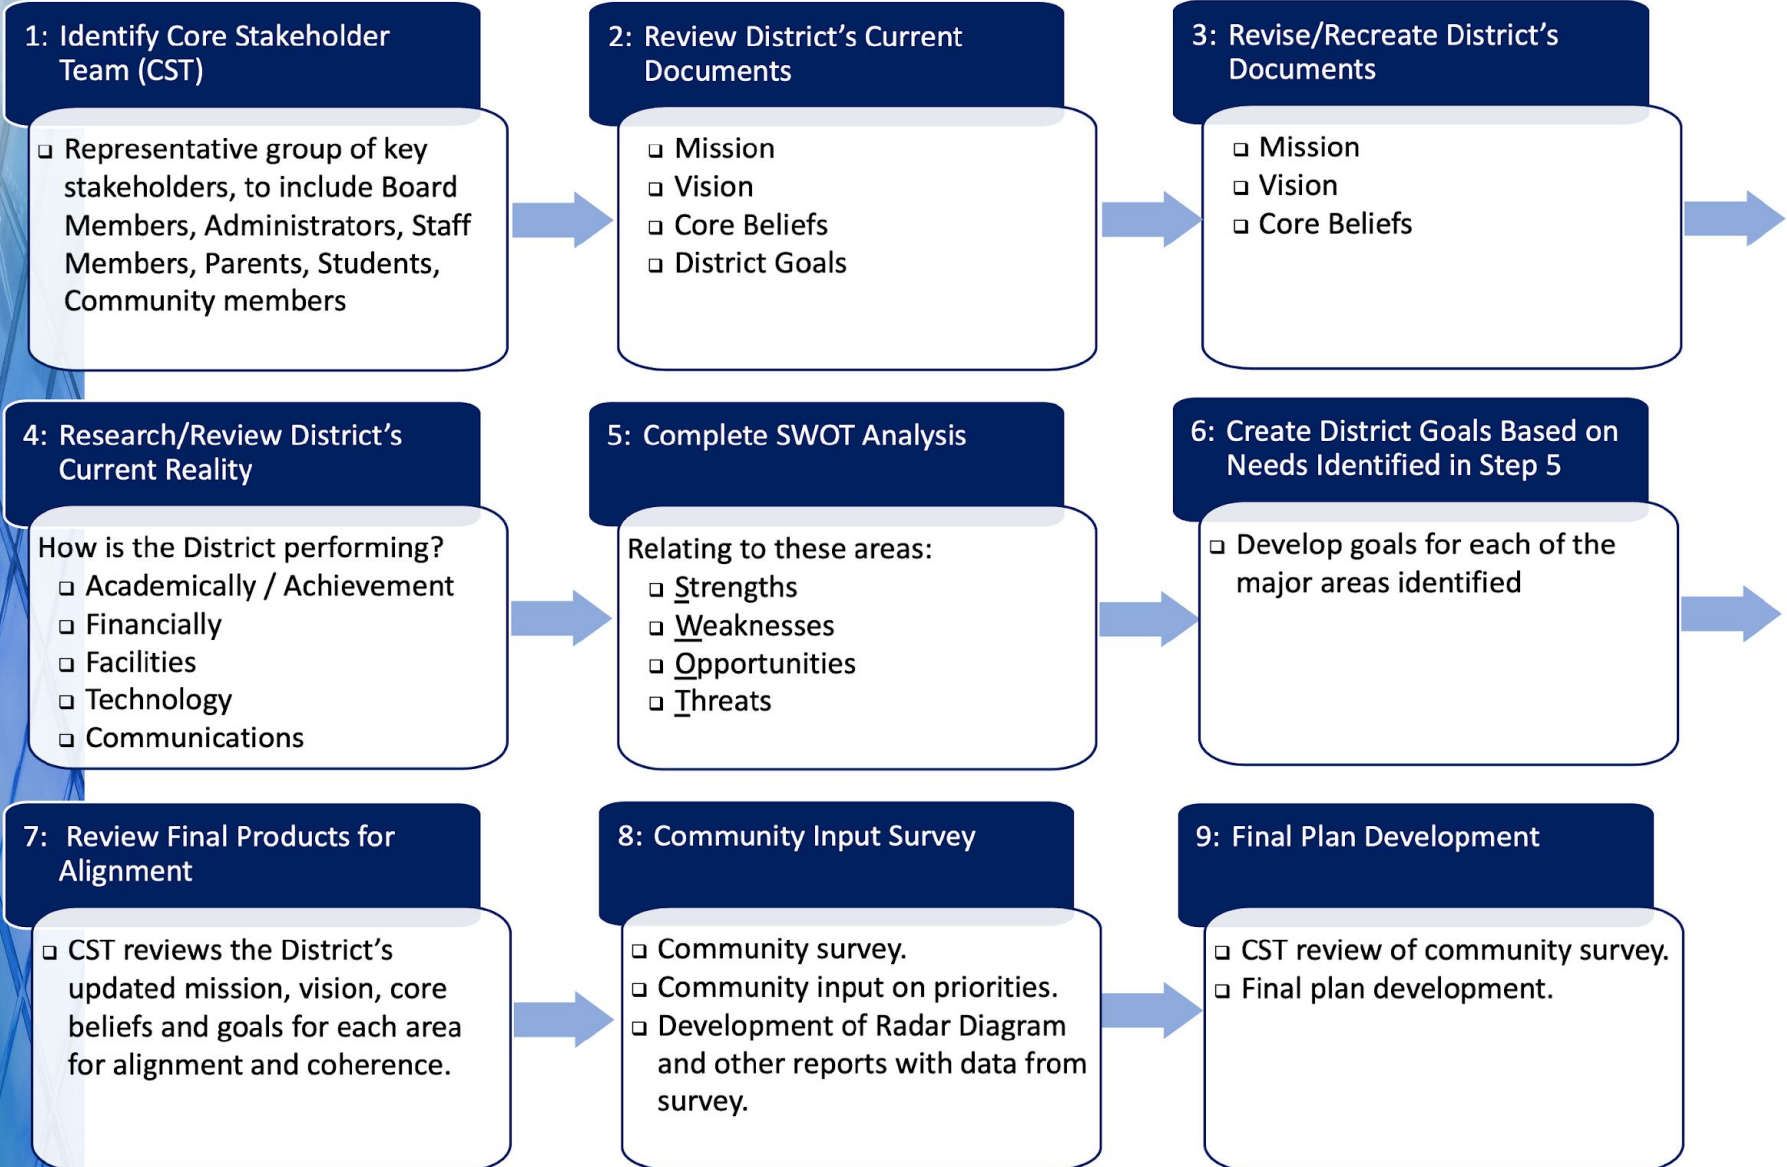 1: Identify Core Stakeholder
Team (CST)
❑ Representative group of key
stakeholders, to include Board
Members, Administrators, Staff
Members, Parents, Students,
Community members
2: Review District’s Current
Documents
❑ Mission
❑ Vision
❑ Core Beliefs
❑ District Goals
3: Revise/Recreate District’s
Documents
❑ Mission
❑ Vision
❑ Core Beliefs
4: Research/Review District’s
Current Reality
How is the District performing?
❑ Academically / Achievement
❑ Financially
❑ Facilities
❑ Technology
❑ Communications
5: Complete SWOT Analysis
Relating to these areas:
❑ Strengths
❑ Weaknesses
❑ Opportunities
❑ Threats
6: Create District Goals Based on
Needs Identified in Step 5
❑ Develop goals for each of the
major areas identified
7: Review Final Products for
Alignment
❑ CST reviews the District’s
updated mission, vision, core
beliefs and goals for each area
for alignment and coherence.
8: Community Input Survey
❑ Community survey.
❑ Community input on priorities.
❑ Development of Radar Diagram
and other reports with data from
survey.
9: Final Plan Development
❑ CST review of community survey.
❑ Final plan development.